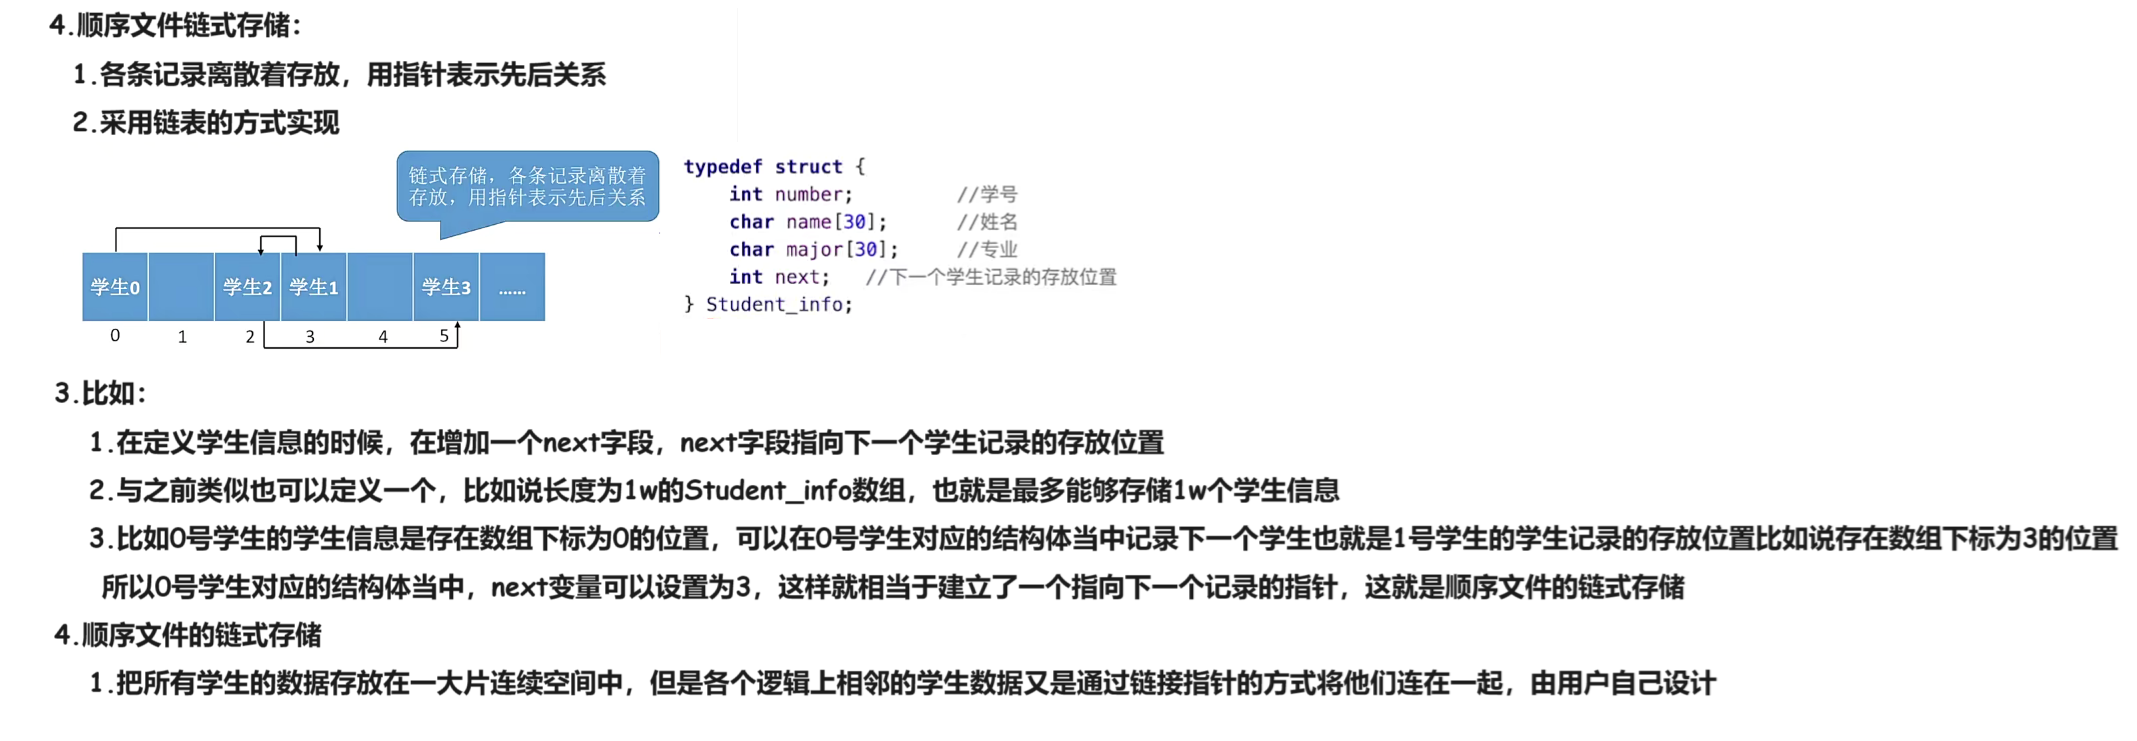 4.顺序文件链式存储：
1.各条记录离散着存放，用指针表示先后关系
2.采用链表的方式实现
链式存储，各条记录离散着
存放，用指针表示先后关系
学生0 学生2 学生1 学生3 ......
0 1 2 3 4 5
typedef struct {
int number; //学号
char name[30]; //姓名
char major[30]; //专业
int next; //下一个学生记录的存放位置
} Student_info;
3.比如：
1.在定义学生信息的时候，在增加一个next字段，next字段指向下一个学生记录的存放位置
2.与之前类似也可以定义一个，比如说长度为1w的Student_info数组，也就是最多能够存储1w个学生信息
3.比如0号学生的学生信息是存在数组下标为0的位置，可以在0号学生对应的结构体当中记录下一个学生也就是1号学生的学生记录的存放位置比如说存在数组下标为3的位置
所以0号学生对应的结构体当中，next变量可以设置为3，这样就相当于建立了一个指向下一个记录的指针，这就是顺序文件的链式存储
4.顺序文件的链式存储
1.把所有学生的数据存放在一大片连续空间中，但是各个逻辑上相邻的学生数据又是通过链接指针的方式将他们连在一起，由用户自己设计